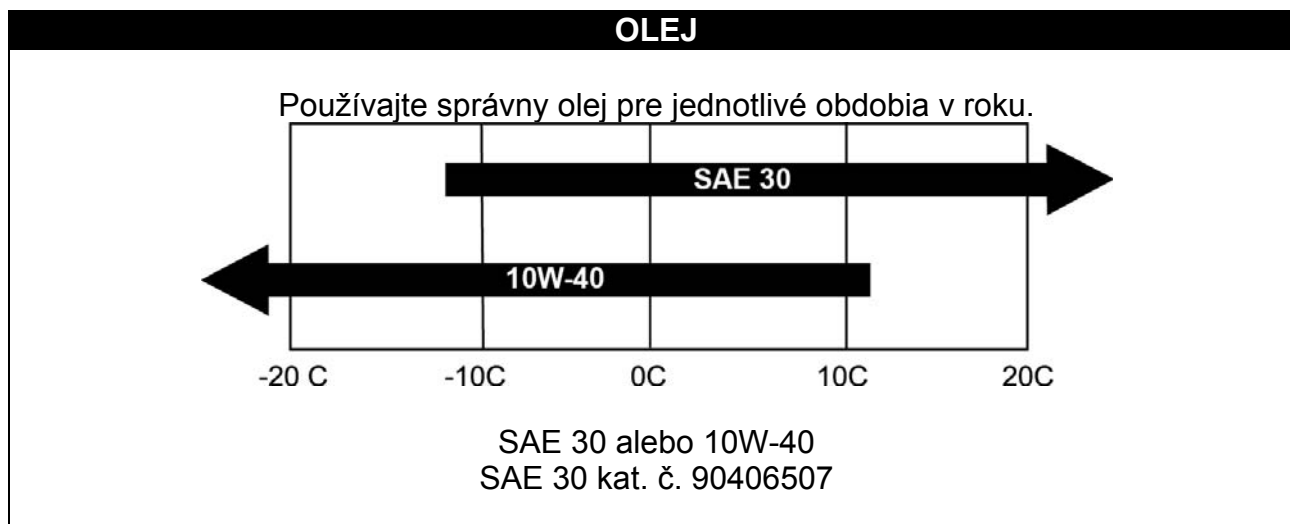 OLEJ
Používajte správny olej pre jednotlivé obdobia v roku.
SAE 30
10W-40
-20 C -10C 0C 10C 20C
SAE 30 alebo 10W-40
SAE 30 kat. č. 90406507